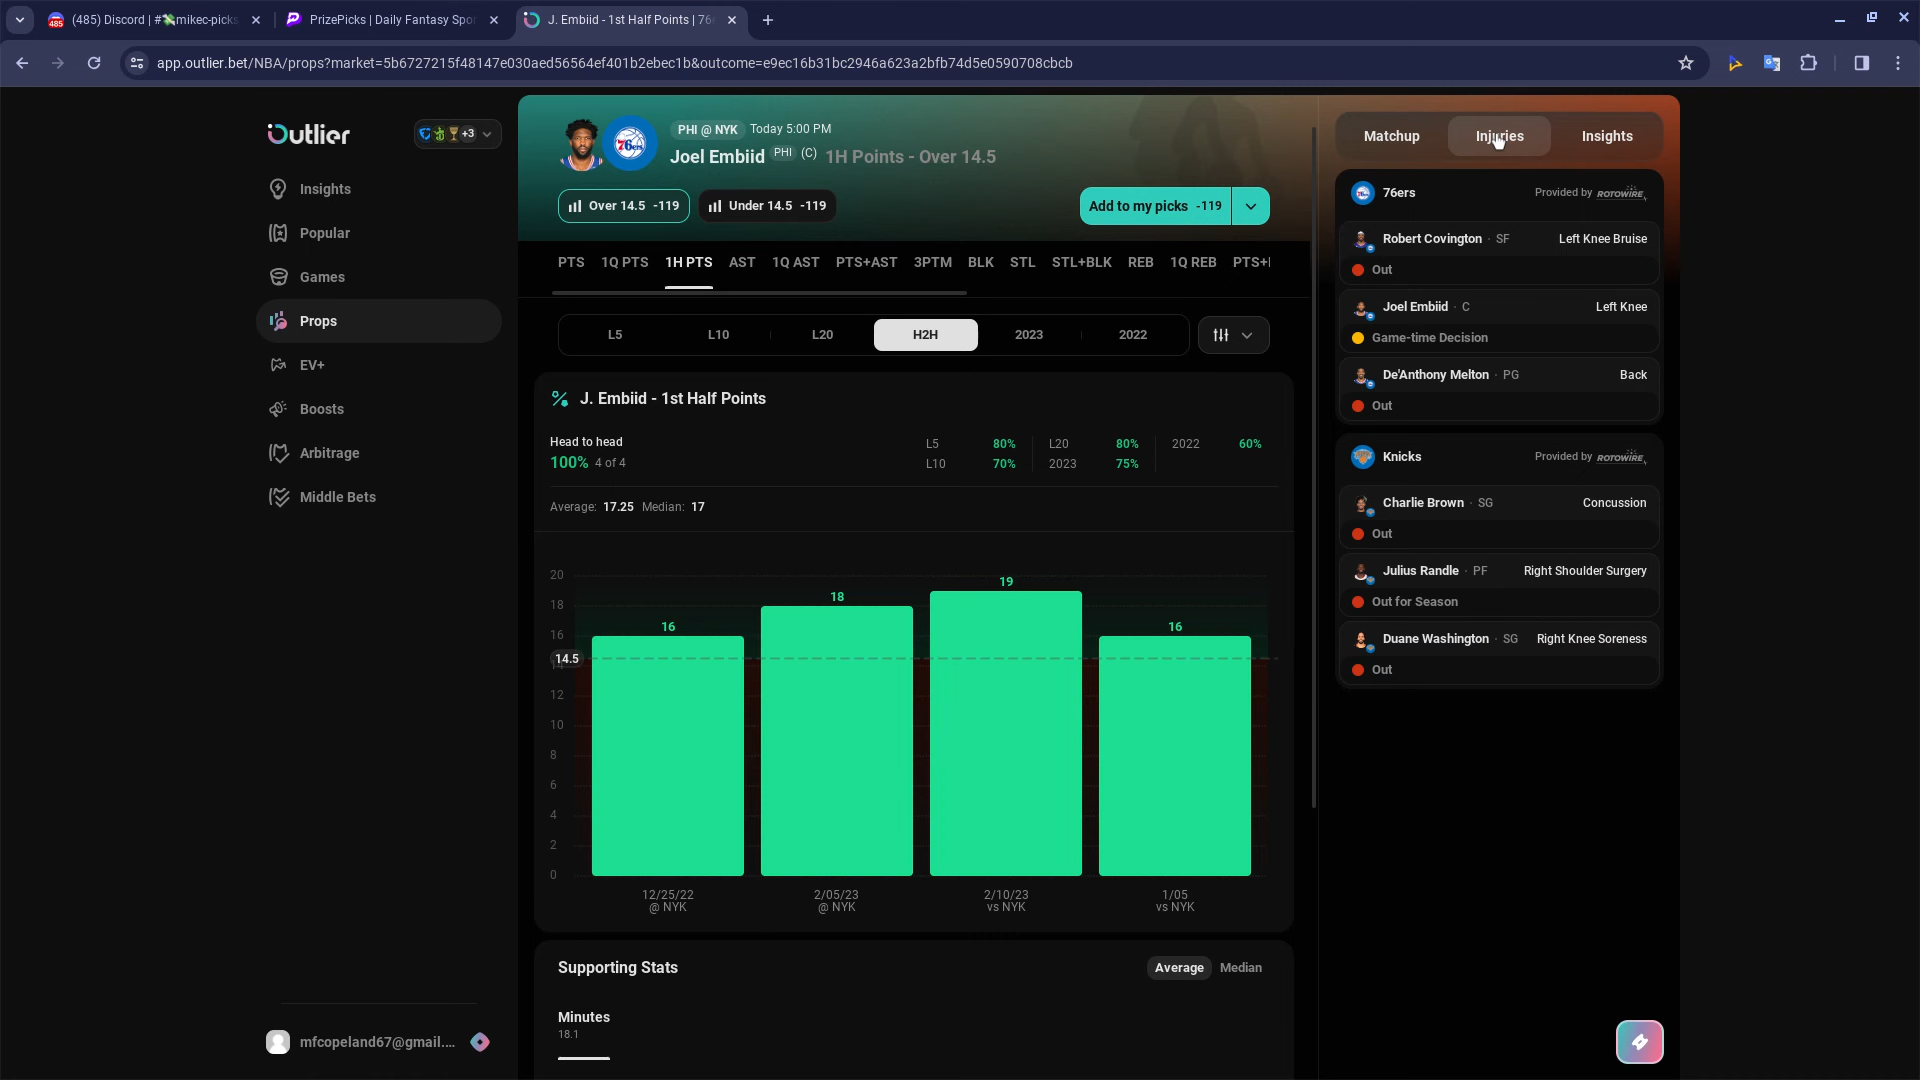 (485) Discord | #💸mikec-picks
PrizePicks | Daily Fantasy Spo
J. Embiid - 1st Half Points | 76
app.outlier.bet/NBA/props?market=5b6727215f48147e030aed56564ef401b2ebec1b&outcome=e9ec16b31bc2946a623a2bfb74d5e0590708cbcb
Outlier
+3
Insights
Popular
Games
Props
EV+
Boosts
Arbitrage
Middle Bets
mfcopeland67@gmail....
PHI @ NYK Today 5:00 PM
Joel Embiid PHI (C) 1H Points - Over 14.5
Over 14.5 -119
Under 14.5 -119
Add to my picks -119
PTS 1Q PTS 1H PTS AST 1Q AST PTS+AST 3PTM BLK STL STL+BLK REB 1Q REB PTS+
L5 L10 L20 H2H 2023 2022
J. Embiid - 1st Half Points
Head to head
100% 4 of 4
L5 80% L20 80% 2022 60%
L10 70% 2023 75%
Average: 17.25 Median: 17
20
18
16
14.5
12
10
8
6
4
2
0
16
18
19
16
12/25/22
@ NYK
2/05/23
@ NYK
2/10/23
vs NYK
1/05
vs NYK
Supporting Stats
Average Median
Minutes
18.1
Matchup Injuries Insights
76ers Provided by ROTOWIRE
Robert Covington · SF Left Knee Bruise
Out
Joel Embiid · C Left Knee
Game-time Decision
De'Anthony Melton · PG Back
Out
Knicks Provided by ROTOWIRE
Charlie Brown · SG Concussion
Out
Julius Randle · PF Right Shoulder Surgery
Out for Season
Duane Washington · SG Right Knee Soreness
Out